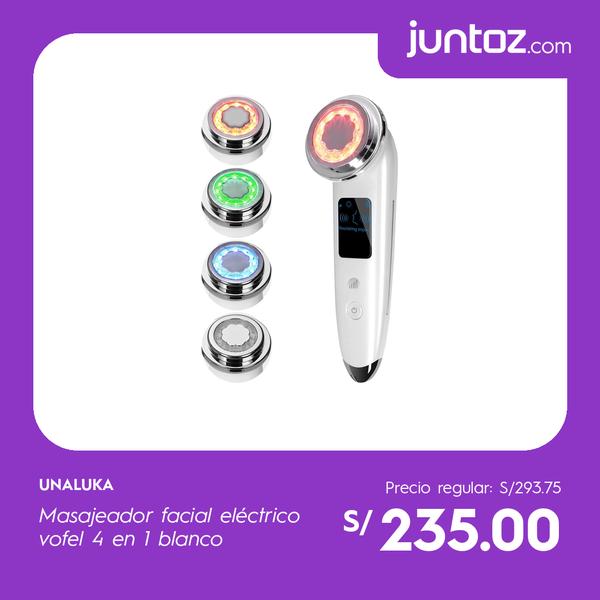 juntoz.com
UNALUKA
Masajeador facial eléctrico
vofel 4 en 1 blanco
Precio regular: S/293.75
S/ 235.00